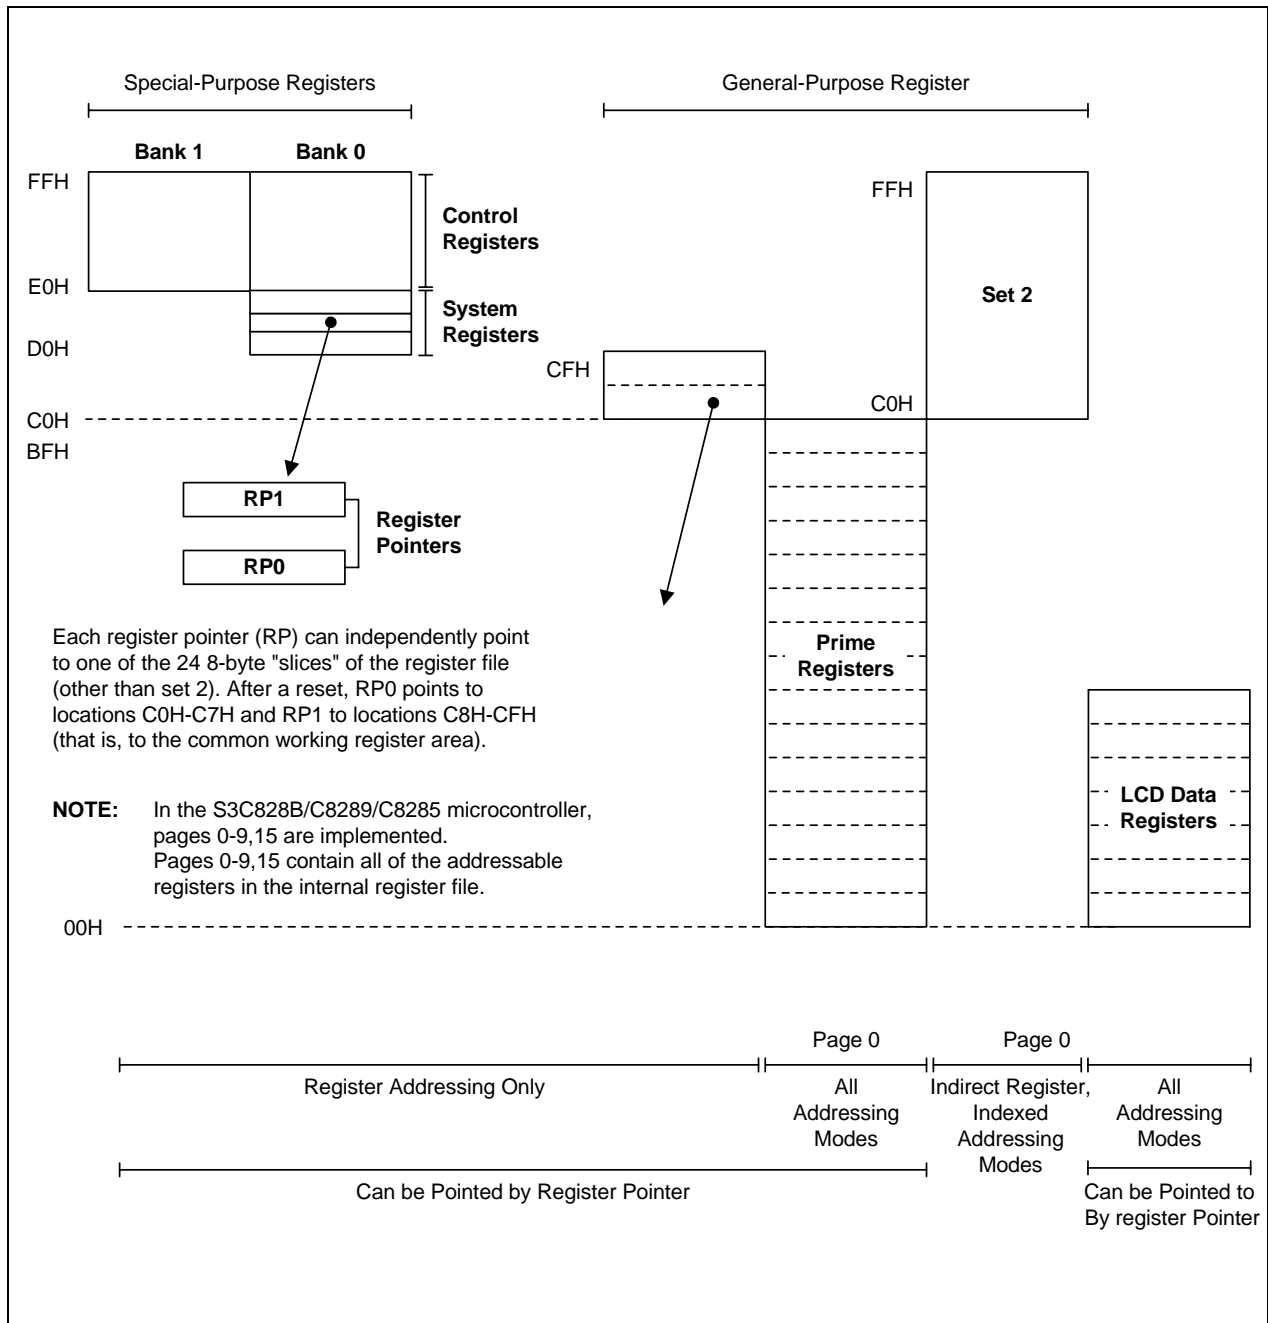 Special-Purpose Registers
General-Purpose Register
Bank 1
Bank 0
FFH
Control
Registers
E0H
System
Registers
D0H
C0H
BFH
FFH
Set 2
C0H
CFH
RP1
RP0
Register
Pointers
Each register pointer (RP) can independently point
to one of the 24 8-byte "slices" of the register file
(other than set 2). After a reset, RP0 points to
locations C0H-C7H and RP1 to locations C8H-CFH
(that is, to the common working register area).
NOTE: In the S3C828B/C8289/C8285 microcontroller,
pages 0-9,15 are implemented.
Pages 0-9,15 contain all of the addressable
registers in the internal register file.
00H
Prime
Registers
LCD Data
Registers
Page 0
Page 0
Register Addressing Only
All
Addressing
Modes
Indirect Register,
Indexed
Addressing
Modes
All
Addressing
Modes
Can be Pointed by Register Pointer
Can be Pointed to
By register Pointer